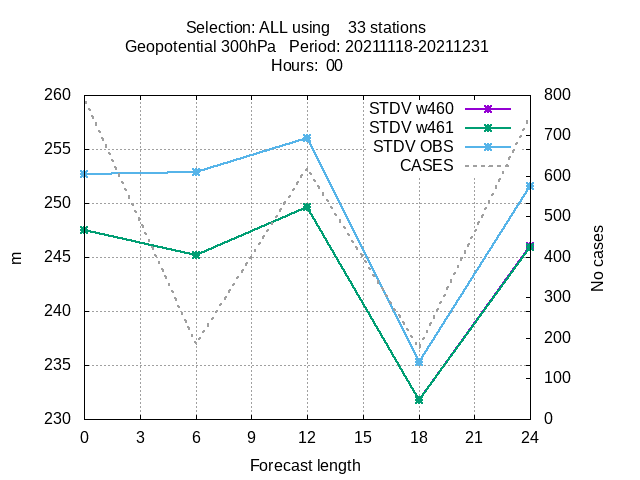 Selection: ALL using    33 stations
Geopotential 300hPa   Period: 20211118-20211231
Hours:  00
260
255
250
245
240
235
230
m
800
700
600
500
400
300
200
100
0
No cases
STDV w460
STDV w461
STDV OBS
CASES
0 3 6 9 12 15 18 21 24
Forecast length